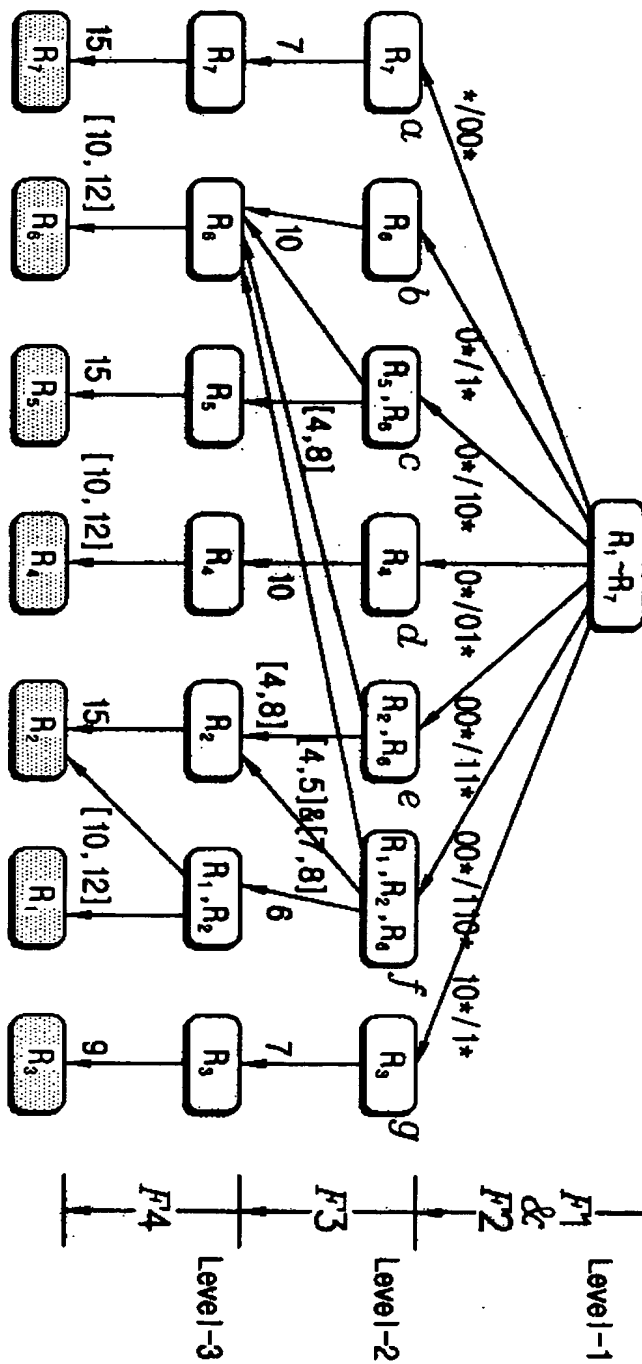 R₁~R₇
Level-1
*/00*
0*/1*
0*/10*
0*/01*
00*/11*
00*/110*
10*/1*
F1
&
F2
R₇
a
R₆
b
R₅,R₆
c
R₄
d
R₂,R₆
e
R₁,R₂,R₆
f
R₃
g
Level-2
7
10
[4,8]
10
[4,8]
[4,5]&[7,8]
6
7
F3
R₇
R₆
R₅
R₄
R₂
R₁,R₂
R₃
Level-3
15
[10,12]
15
[10,12]
15
[10,12]
9
F4
R₇
R₆
R₅
R₄
R₂
R₁
R₃